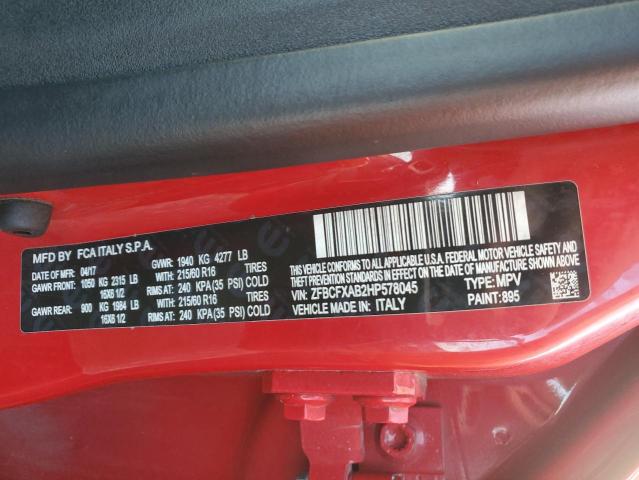 MFD BY FCA ITALY S.P.A.
DATE OF MFD: 04/17 GVWR: 1940 KG 4277 LB
GAWR FRONT: 1050 KG 2315 LB WITH: 215/60 R16 TIRES
16X6 1/2 RIMS AT: 240 KPA(35 PSI) COLD
GAWR REAR: 900 KG 1984 LB WITH: 215/60 R16 TIRES
16X6 1/2 RIMS AT: 240 KPA(35 PSI) COLD
THIS VEHICLE CONFORMS TO ALL APPLICABLE U.S.A. FEDERAL MOTOR VEHICLE SAFETY AND
THEFT PREVENTION STANDARDS IN EFFECT ON THE DATE OF MANUFACTURE SHOWN ABOVE.
VIN: ZFBCFXAB2HP578045 TYPE: MPV
VEHICLE MADE IN: ITALY PAINT: 895